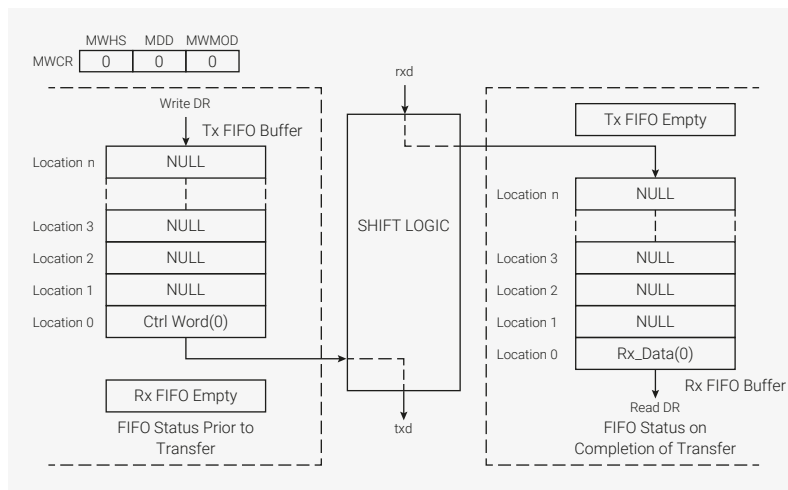 MWHS MDD MWMOD
MWCR 0 0 0
Write DR
Tx FIFO Buffer
Location n NULL
Location 3 NULL
Location 2 NULL
Location 1 NULL
Location 0 Ctrl Word(0)
Rx FIFO Empty
FIFO Status Prior to
Transfer
rxd
SHIFT LOGIC
txd
Tx FIFO Empty
Location n NULL
Location 3 NULL
Location 2 NULL
Location 1 NULL
Location 0 Rx_Data(0)
Rx FIFO Buffer
Read DR
FIFO Status on
Completion of Transfer